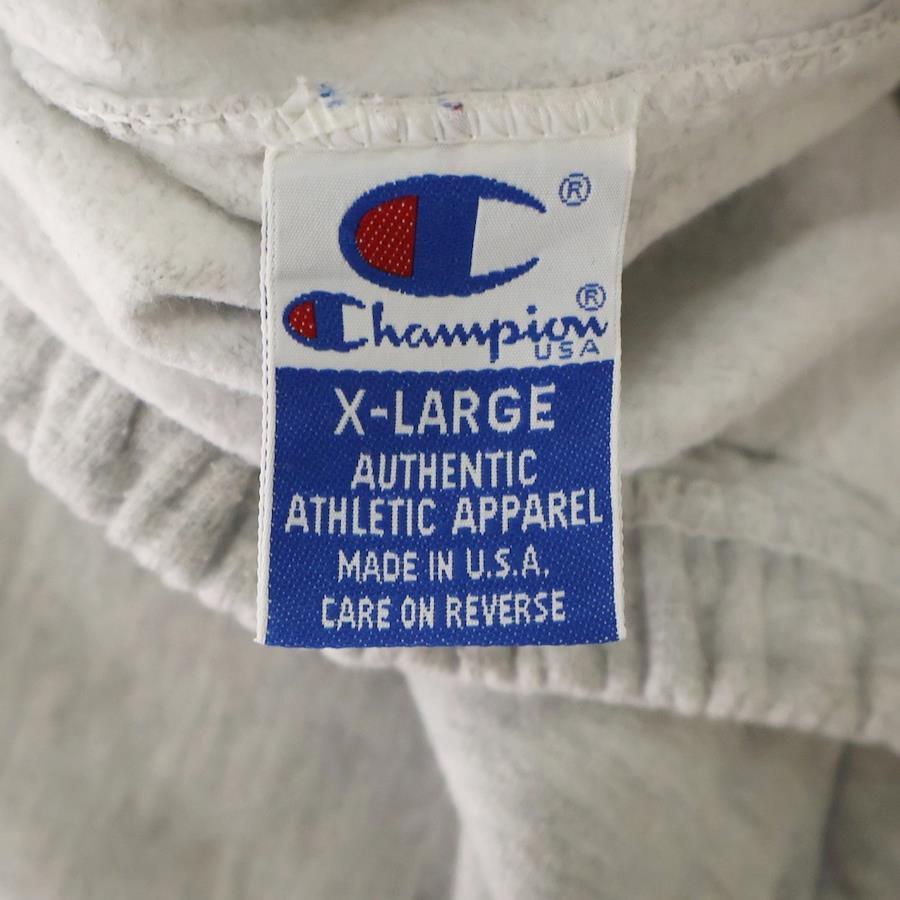 ®
Champion®
USA
X-LARGE
AUTHENTIC
ATHLETIC APPAREL
MADE IN U.S.A.
CARE ON REVERSE